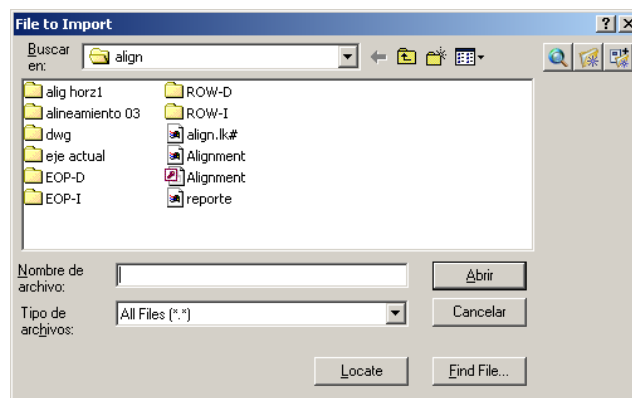 File to Import
Buscar en:
align
alig horz1
alineamiento 03
dwg
eje actual
EOP-D
EOP-I
ROW-D
ROW-I
align.lk#
Alignment
Alignment
reporte
Nombre de archivo:
Abrir
Tipo de archivos:
All Files (*.*)
Cancelar
Locate
Find File...